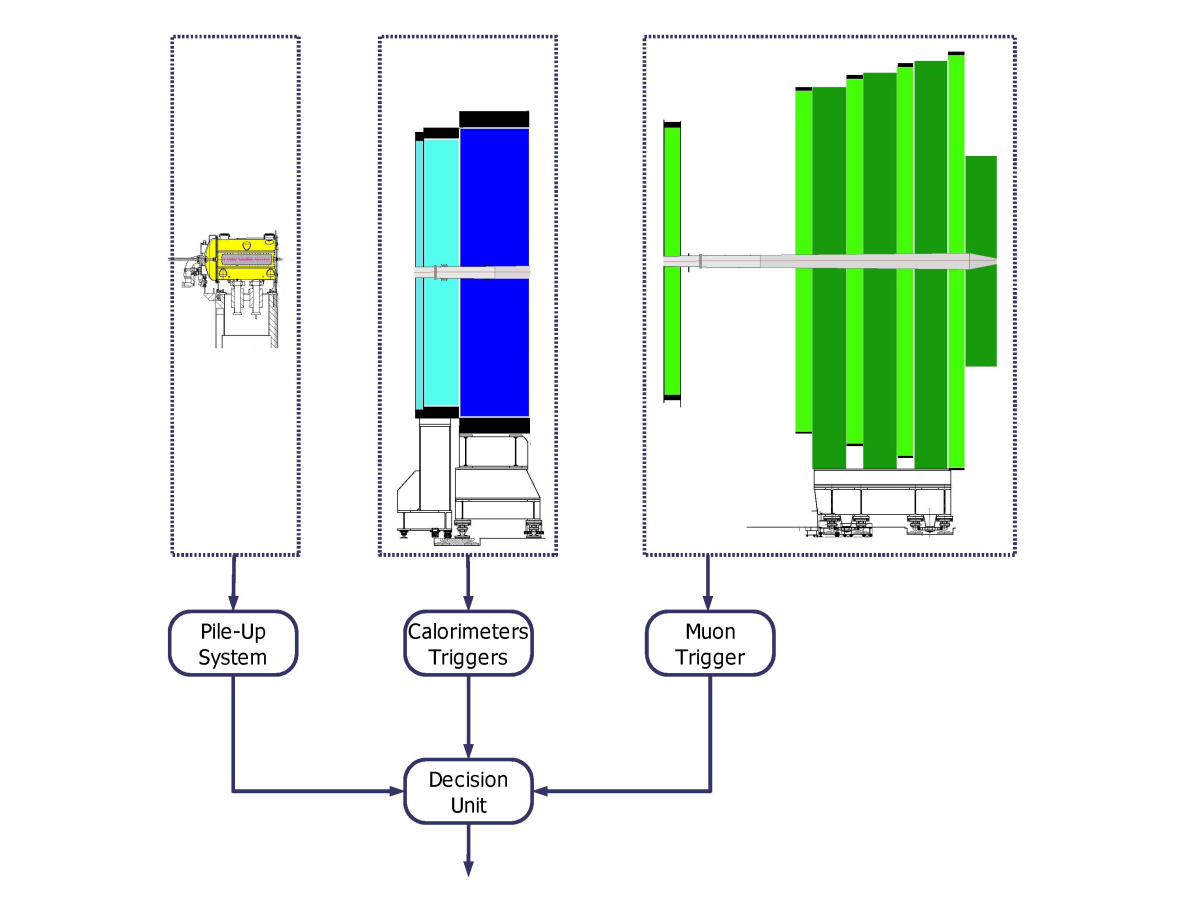 Pile-Up
System
Calorimeters
Triggers
Muon
Trigger
Decision
Unit